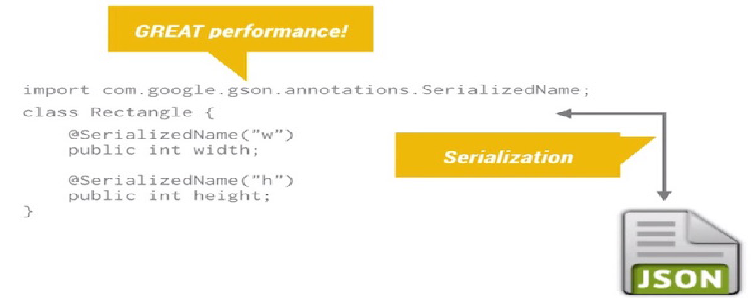 GREAT performance!
import com.google.gson.annotations.SerializedName;
class Rectangle {
@SerializedName("w")
public int width;
Serialization
@SerializedName("h")
public int height;
}
JSON